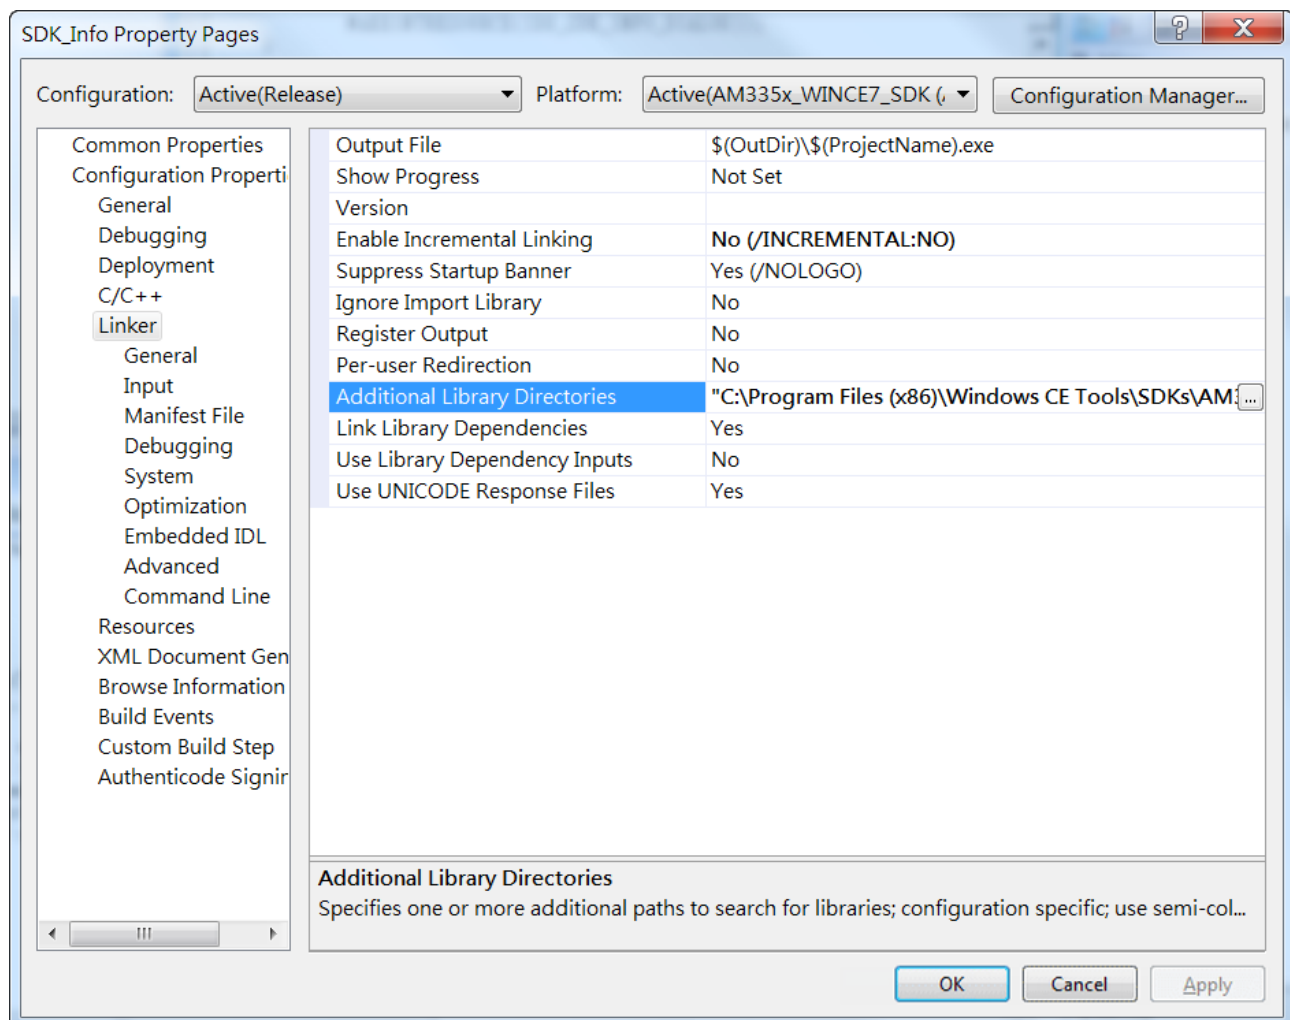 SDK_Info Property Pages
Configuration: Active(Release) Platform: Active(AM335x_WINCE7_SDK (, Configuration Manager...
Common Properties
Configuration Properti
General
Debugging
Deployment
C/C++
Linker
General
Input
Manifest File
Debugging
System
Optimization
Embedded IDL
Advanced
Command Line
Resources
XML Document Gen
Browse Information
Build Events
Custom Build Step
Authenticode Signir
Output File $(OutDir)\$(ProjectName).exe
Show Progress Not Set
Version
Enable Incremental Linking No (/INCREMENTAL:NO)
Suppress Startup Banner Yes (/NOLOGO)
Ignore Import Library No
Register Output No
Per-user Redirection No
Additional Library Directories "C:\Program Files (x86)\Windows CE Tools\SDKs\AM3 ...
Link Library Dependencies Yes
Use Library Dependency Inputs No
Use UNICODE Response Files Yes
Additional Library Directories
Specifies one or more additional paths to search for libraries; configuration specific; use semi-col...
OK Cancel Apply